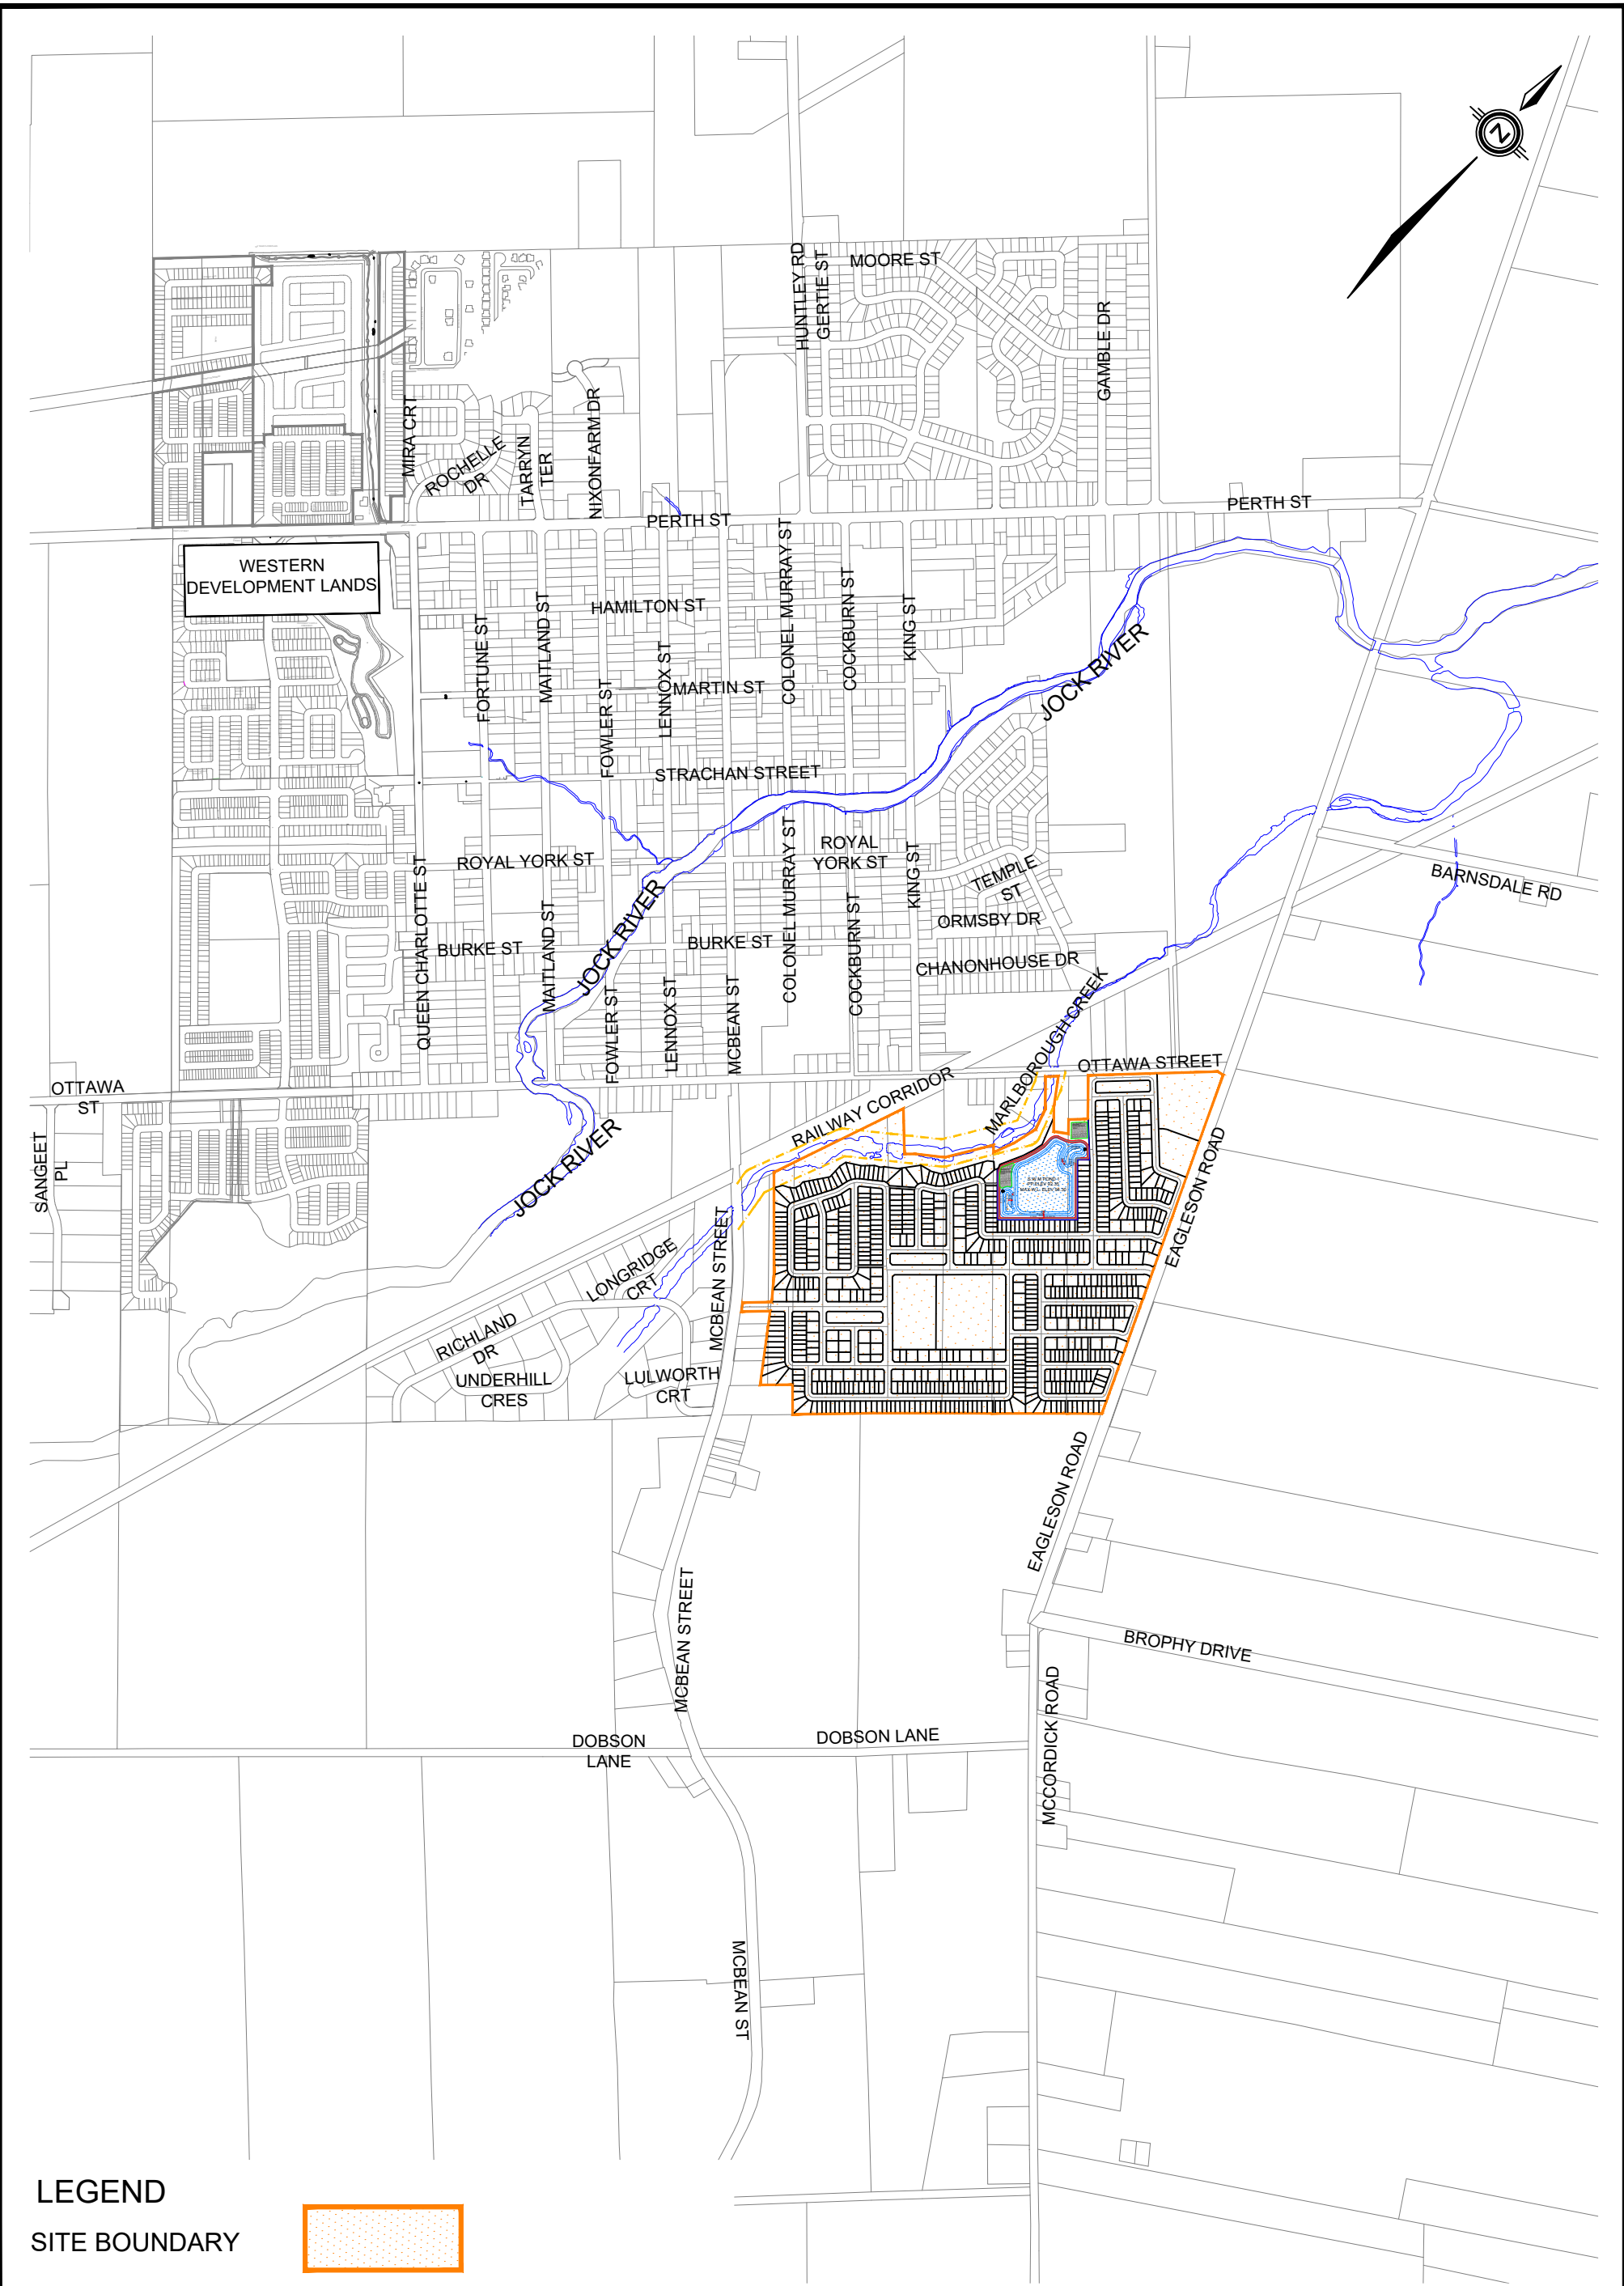 N
MOORE ST
HUNTLEY RD
GERTIE ST
GAMBLE DR
MIRA CRT
ROCHELLE
DR
TARRYN
TER
NIXONFARM DR
PERTH ST
PERTH ST
WESTERN
DEVELOPMENT LANDS
HAMILTON ST
FORTUNE ST
MAITLAND ST
FOWLER ST
LENNOX ST
COLONEL MURRAY ST
COCKBURN ST
KING ST
MARTIN ST
JOCK RIVER
STRACHAN STREET
ROYAL YORK ST
ROYAL
YORK ST
QUEEN CHARLOTTE ST
COLONEL MURRAY ST
KING ST
TEMPLE
ST
BARNSDALE RD
ORMSBY DR
BURKE ST
MAITLAND ST
JOCK RIVER
BURKE ST
COCKBURN ST
CHANONHOUSE DR
FOWLER ST
LENNOX ST
MCBEAN ST
MARLBOROUGH CREEK
OTTAWA
ST
OTTAWA STREET
RAILWAY CORRIDOR
SANGEET
PL
JOCK RIVER
EAGLESON ROAD
MCBEAN STREET
LONGRIDGE
CRT
RICHLAND
DR
UNDERHILL
CRES
LULWORTH
CRT
EAGLESON ROAD
MCBEAN STREET
BROPHY DRIVE
MCCORDICK ROAD
DOBSON
LANE
DOBSON LANE
MCBEAN ST
LEGEND
SITE BOUNDARY